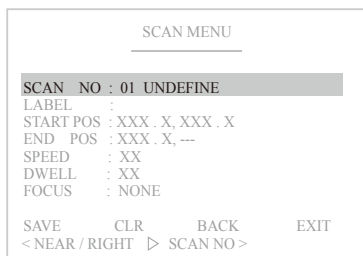 SCAN MENU
SCAN NO : 01 UNDEFINE
LABEL :
START POS : XXX . X, XXX . X
END POS : XXX . X, ---
SPEED : XX
DWELL : XX
FOCUS : NONE
SAVE CLR BACK EXIT
< NEAR / RIGHT ▷ SCAN NO >